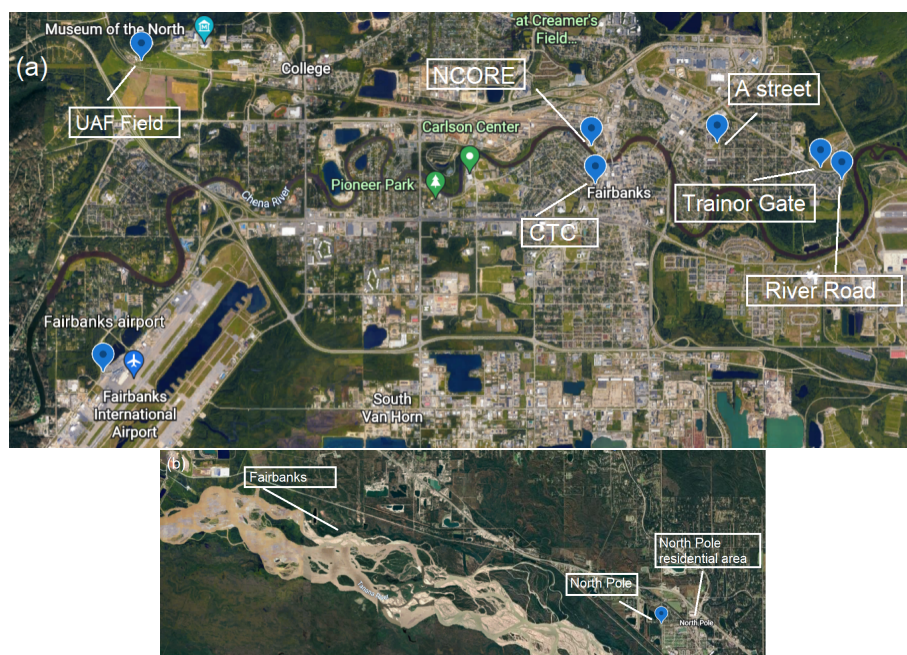 (a)
Museum of the North
College
at Creamer's
Field...
UAF Field
NCORE
A street
Carlson Center
Pioneer Park
Chena River
Fairbanks
CTC
Trainor Gate
River Road
Fairbanks airport
Fairbanks
International
Airport
South
Van Horn
(b)
Fairbanks
North Pole
residential area
North Pole
North Pole